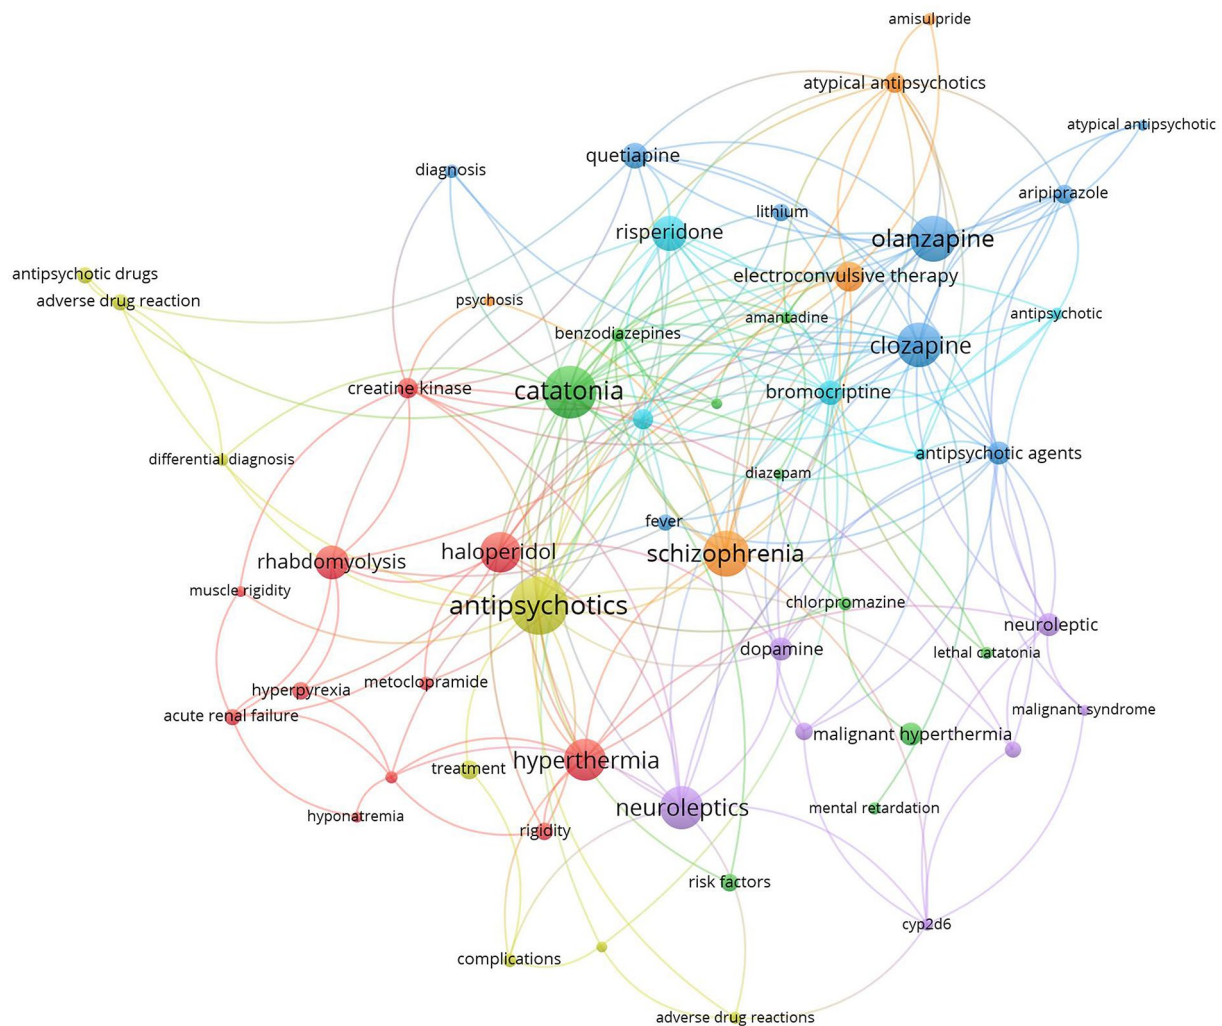 amisulpride
atypical antipsychotics
atypical antipsychotic
quetiapine
diagnosis
aripiprazole
lithium
risperidone
olanzapine
antipsychotic drugs
electroconvulsive therapy
adverse drug reaction
psychosis
antipsychotic
amantadine
benzodiazepines
clozapine
creatine kinase
catatonia
bromocriptine
differential diagnosis
antipsychotic agents
diazepam
fever
haloperidol
schizophrenia
rhabdomyolysis
muscle rigidity
antipsychotics
chlorpromazine
neuroleptic
dopamine
lethal catatonia
metoclopramide
hyperpyrexia
malignant syndrome
acute renal failure
malignant hyperthermia
hyperthermia
treatment
neuroleptics
mental retardation
hyponatremia
rigidity
risk factors
cyp2d6
complications
adverse drug reactions